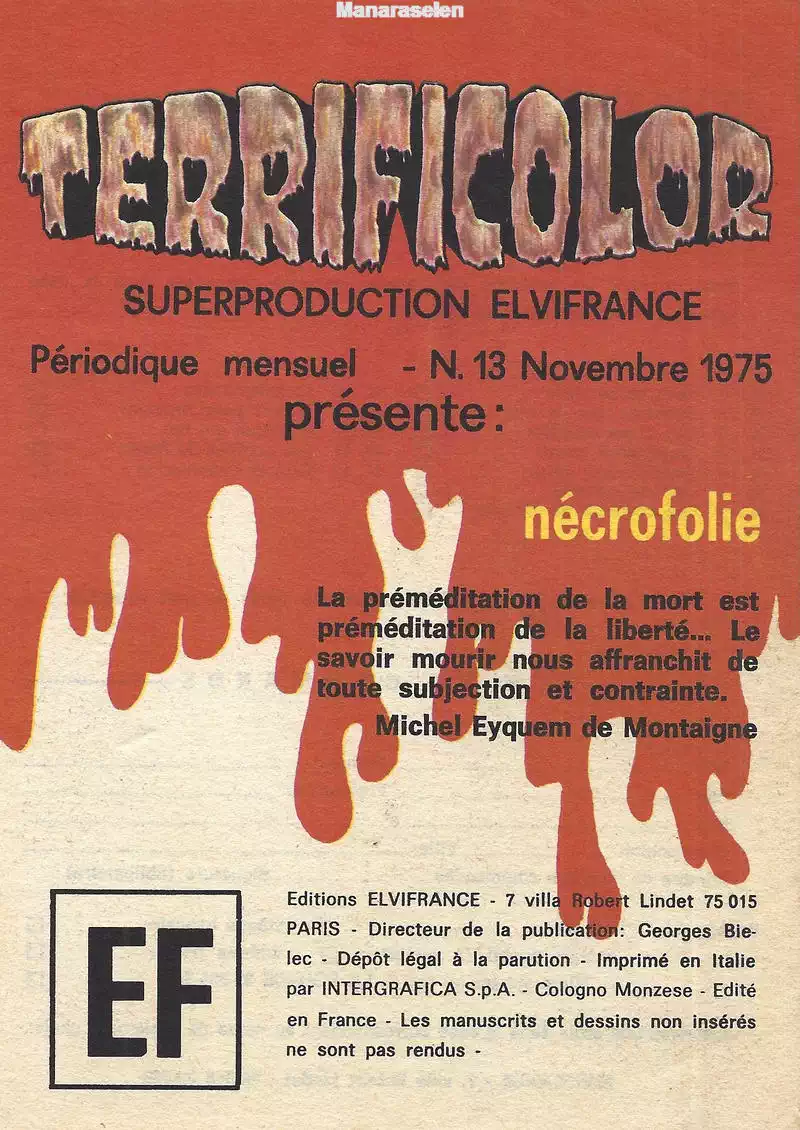 Manaraselen
TERRIFICOLOR
SUPERPRODUCTION ELVIFRANCE
Périodique mensuel - N. 13 Novembre 1975
présente:
nécrofolie
La préméditation de la mort est
préméditation de la liberté... Le
savoir mourir nous affranchit de
toute subjection et contrainte.
Michel Eyquem de Montaigne
EF
Editions ELVIFRANCE - 7 villa Robert Lindet 75 015
PARIS - Directeur de la publication: Georges Bie-
lec - Dépôt légal à la parution - Imprimé en Italie
par INTERGRAFICA S.p.A. - Cologno Monzese - Edité
en France - Les manuscrits et dessins non insérés
ne sont pas rendus -